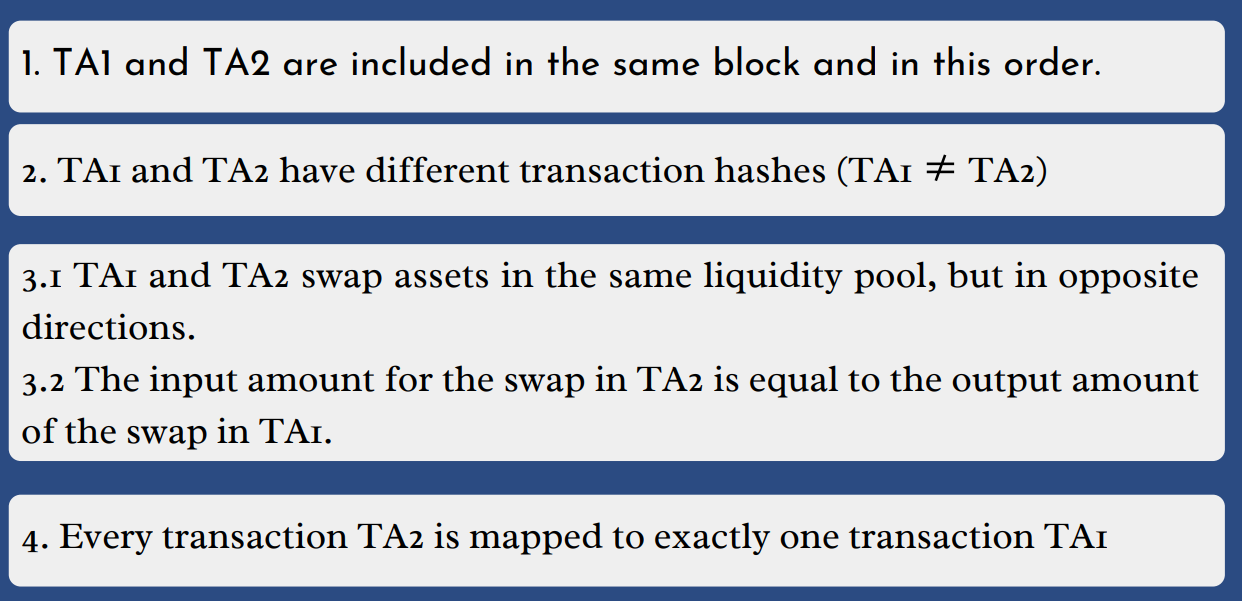 1. TA1 and TA2 are included in the same block and in this order.
2. TA1 and TA2 have different transaction hashes (TA1 ≠ TA2)
3.1 TA1 and TA2 swap assets in the same liquidity pool, but in opposite
directions.
3.2 The input amount for the swap in TA2 is equal to the output amount
of the swap in TA1.
4. Every transaction TA2 is mapped to exactly one transaction TA1